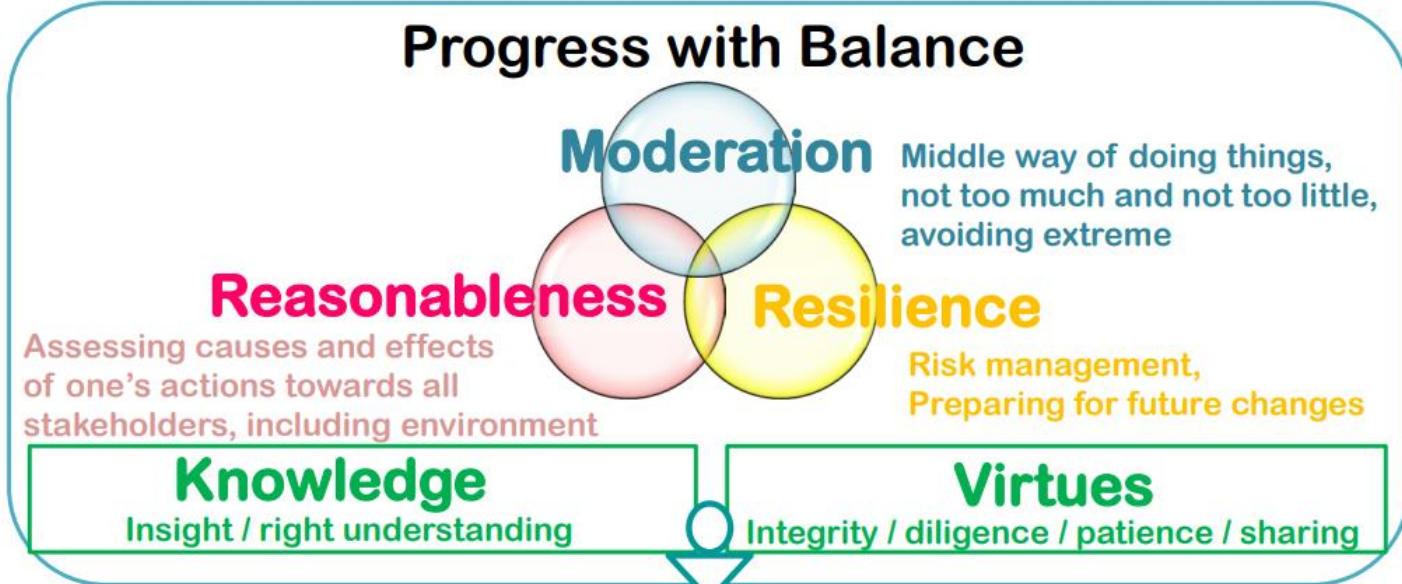 Progress with Balance
Moderation
Middle way of doing things,
not too much and not too little,
avoiding extreme
Reasonableness
Assessing causes and effects
of one's actions towards all
stakeholders, including environment
Resilience
Risk management,
Preparing for future changes
Knowledge
Insight / right understanding
Virtues
Integrity / diligence / patience / sharing